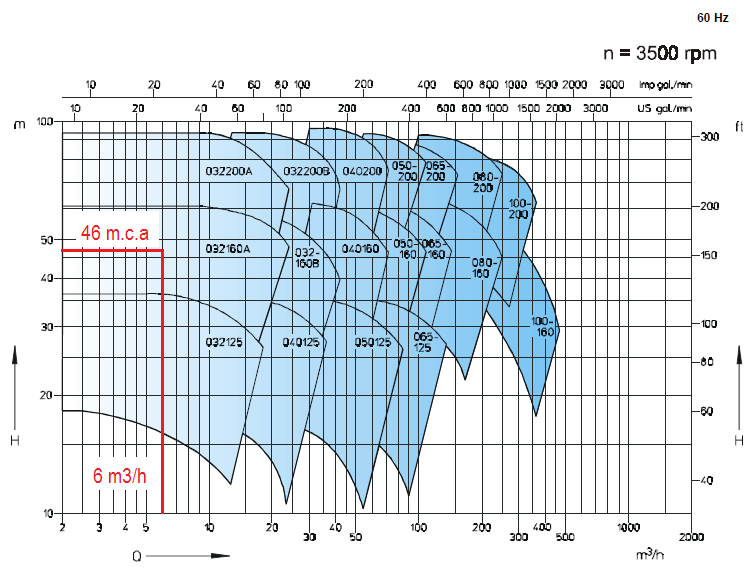 60 Hz
n = 3500 rpm
10 20 40 60 80 100 200 400 600 800 1000 1500 2000 3000 Imp gal./min
10 20 40 60 100 200 400 600 800 1000 1500 2000 3000 US gal./min
m 100 300 ft
032200A 032200B 040200 050-200 065-200 080-200 100-200
200
46 m.c.a
50 150
032160A 032-160B 040160 050-160 065-160 080-160
40
30 100
100-160
032125 040125 050125 065-125
80
20
60
H H
6 m3/h
40
10
2 3 4 5 10 20 30 40 50 100 200 300 400 500 1000 2000
Q m³/h